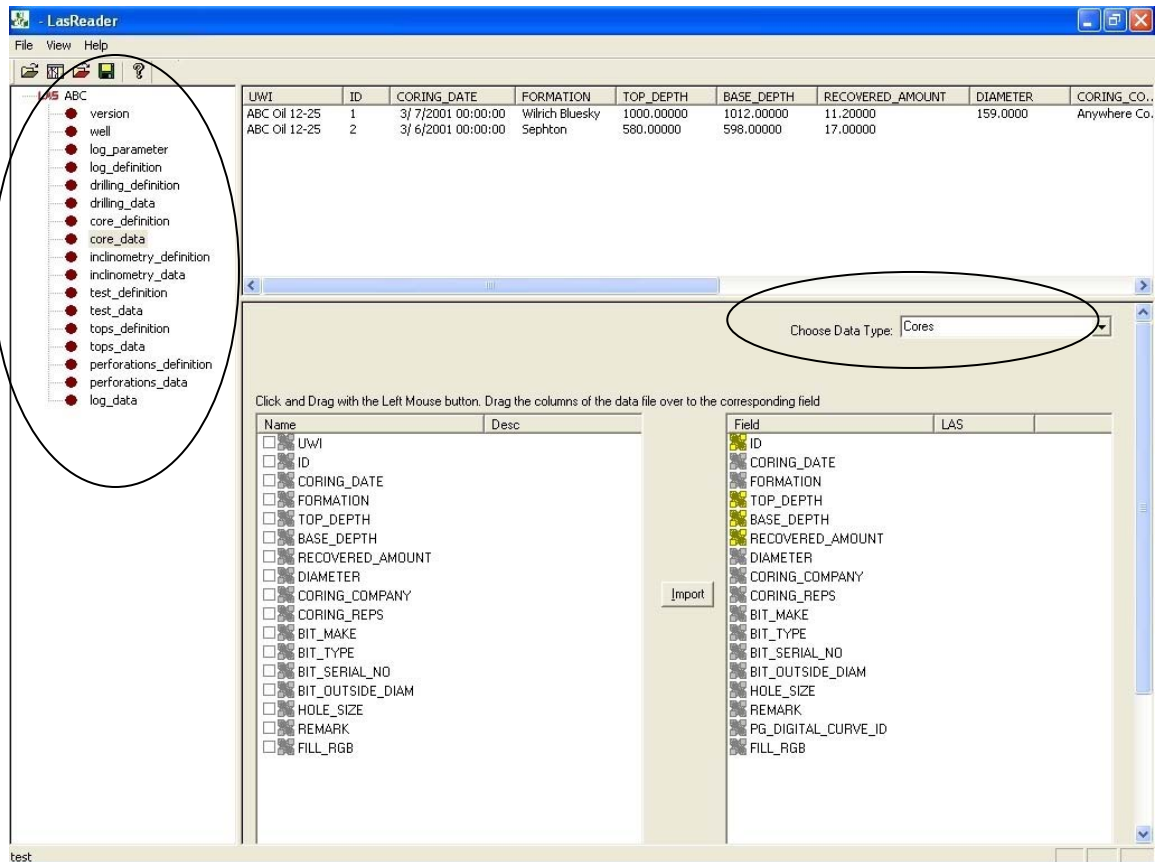 - LasReader
File View Help
LAS ABC
version
well
log_parameter
log_definition
drilling_definition
drilling_data
core_definition
core_data
inclinometry_definition
inclinometry_data
test_definition
test_data
tops_definition
tops_data
perforations_definition
perforations_data
log_data
UWI ID CORING_DATE FORMATION TOP_DEPTH BASE_DEPTH RECOVERED_AMOUNT DIAMETER CORING_CO...
ABC Oil 12-25 1 3/ 7/2001 00:00:00 Wilrich Bluesky 1000.00000 1012.00000 11.20000 159.0000 Anywhere Co.
ABC Oil 12-25 2 3/ 6/2001 00:00:00 Sephton 580.00000 598.00000 17.00000
Choose Data Type: Cores
Click and Drag with the Left Mouse button. Drag the columns of the data file over to the corresponding field
Name Desc
UWI
ID
CORING_DATE
FORMATION
TOP_DEPTH
BASE_DEPTH
RECOVERED_AMOUNT
DIAMETER
CORING_COMPANY
CORING_REPS
BIT_MAKE
BIT_TYPE
BIT_SERIAL_NO
BIT_OUTSIDE_DIAM
HOLE_SIZE
REMARK
FILL_RGB
Import
Field LAS
ID
CORING_DATE
FORMATION
TOP_DEPTH
BASE_DEPTH
RECOVERED_AMOUNT
DIAMETER
CORING_COMPANY
CORING_REPS
BIT_MAKE
BIT_TYPE
BIT_SERIAL_NO
BIT_OUTSIDE_DIAM
HOLE_SIZE
REMARK
PG_DIGITAL_CURVE_ID
FILL_RGB
test